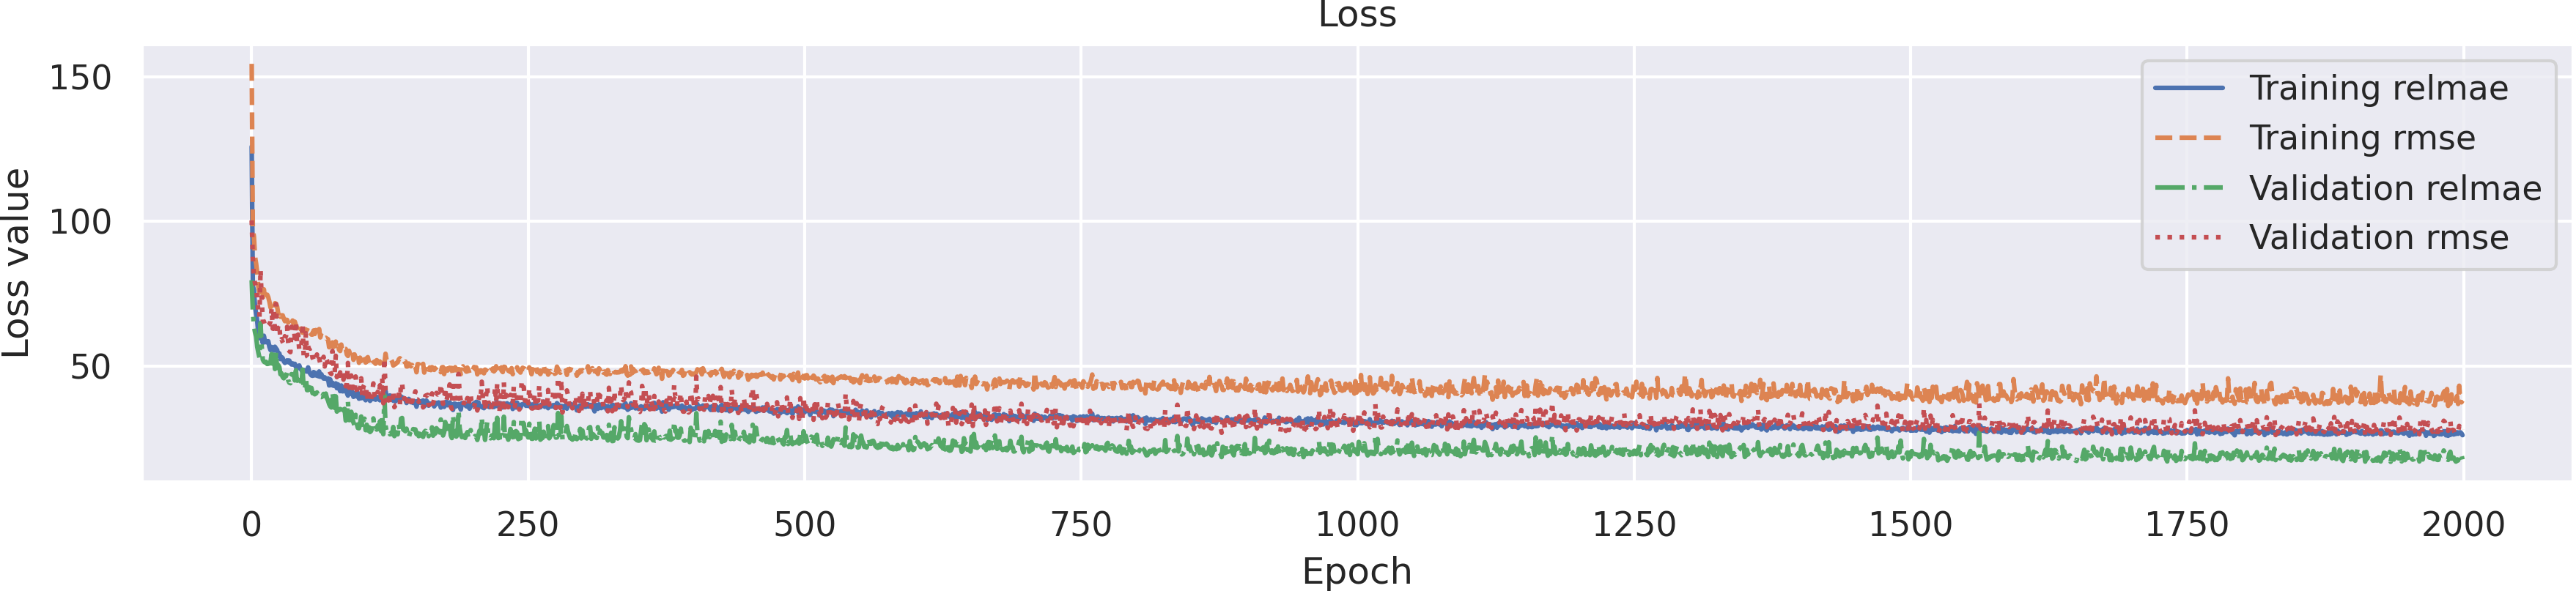 Loss
Loss value
150
100
50
Training relmae
Training rmse
Validation relmae
Validation rmse
0 250 500 750 1000 1250 1500 1750 2000
Epoch